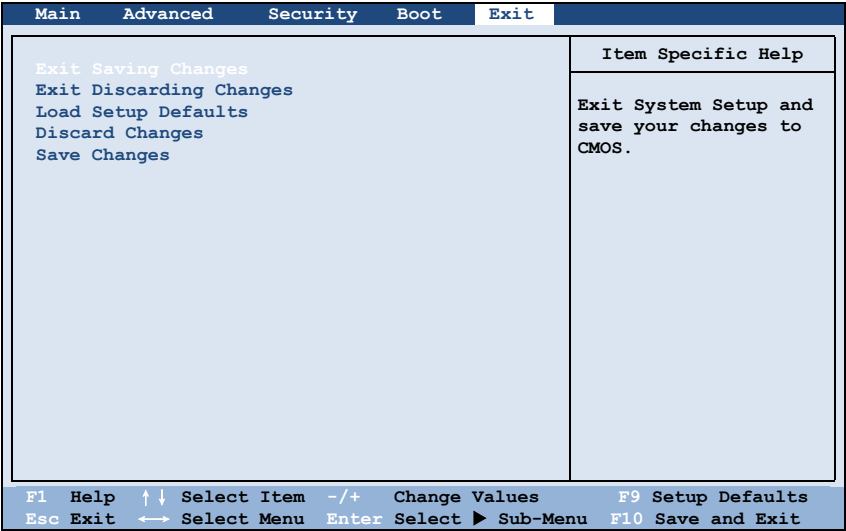 Main Advanced Security Boot Exit
Exit Saving Changes
Exit Discarding Changes
Load Setup Defaults
Discard Changes
Save Changes
Item Specific Help
Exit System Setup and
save your changes to
CMOS.
F1 Help ↑↓ Select Item -/+ Change Values F9 Setup Defaults
Esc Exit ←→ Select Menu Enter Select ▶ Sub-Menu F10 Save and Exit